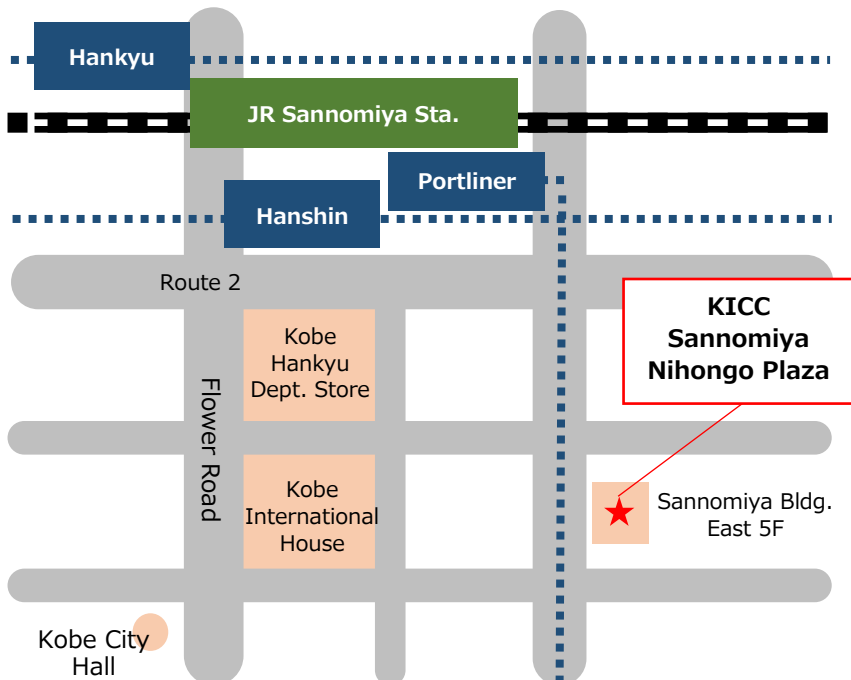 Hankyu
JR Sannomiya Sta.
Portliner
Hanshin
Route 2
KICC
Sannomiya
Nihongo Plaza
Kobe
Hankyu
Dept. Store
Flower Road
Kobe
International
House
Sannomiya Bldg.
East 5F
Kobe City
Hall